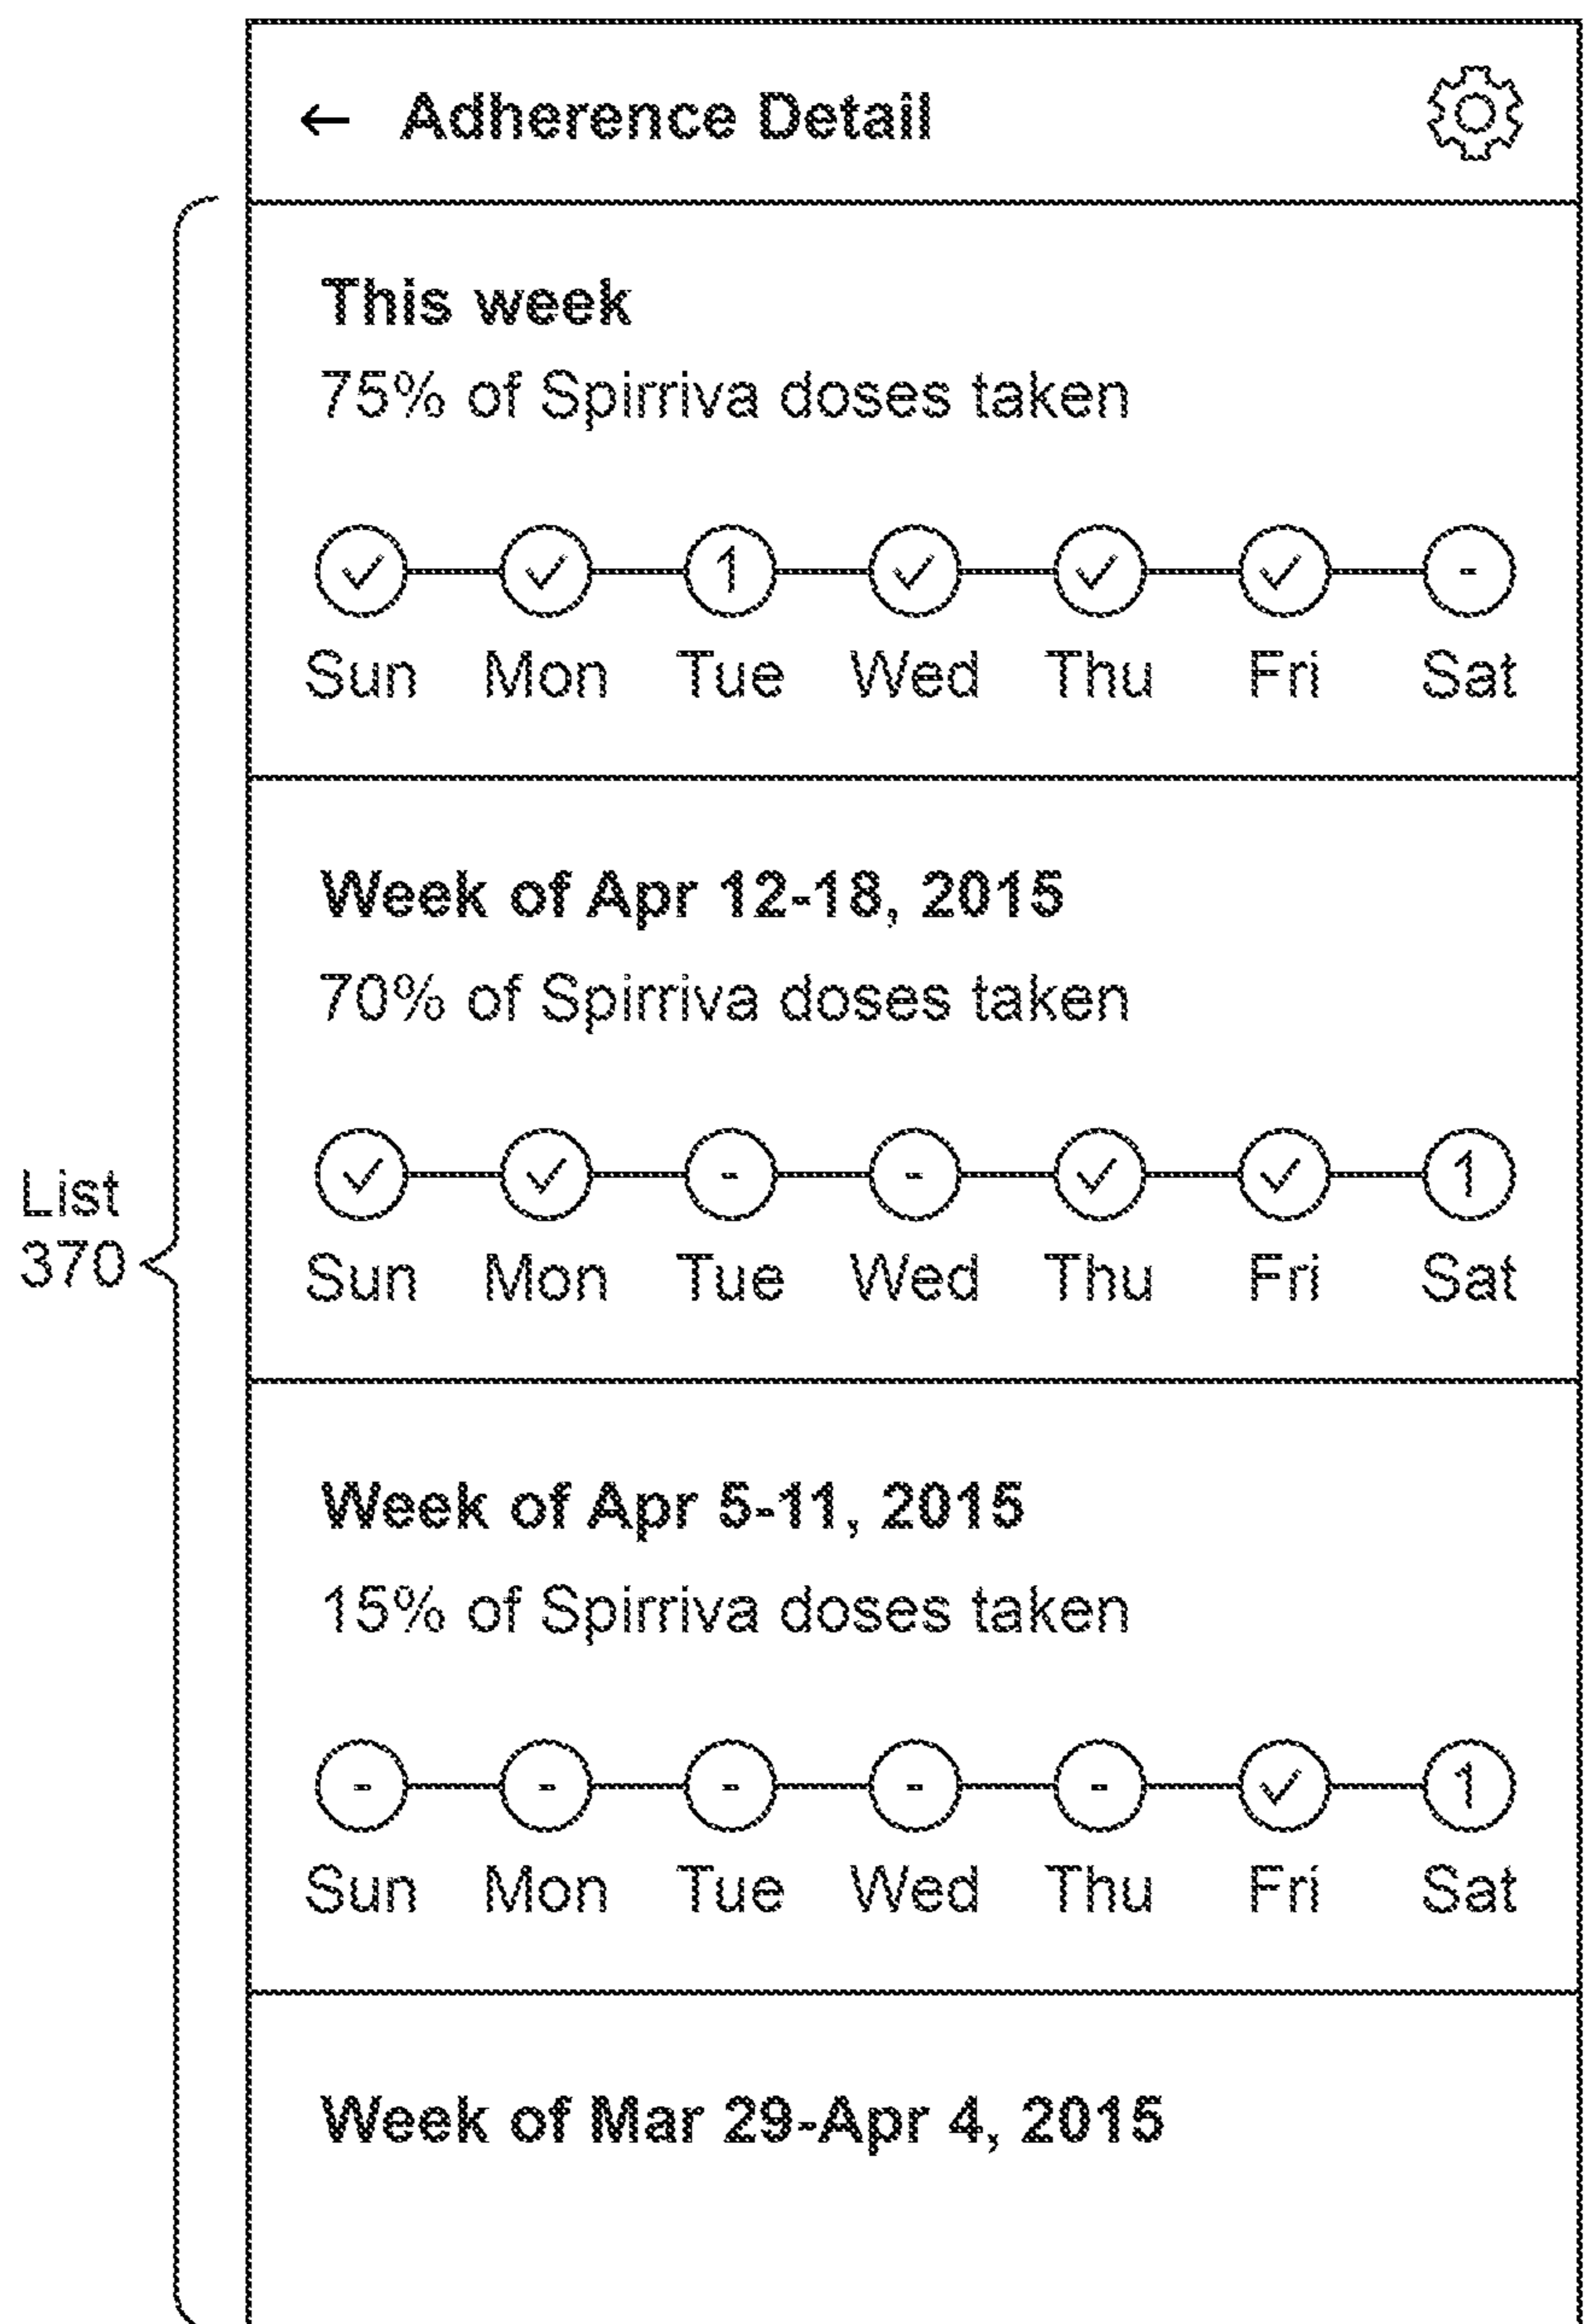 ← Adherence Detail
This week
75% of Spirriva doses taken
✓ ✓ 1 ✓ ✓ ✓ -
Sun Mon Tue Wed Thu Fri Sat
Week of Apr 12-18, 2015
70% of Spirriva doses taken
✓ ✓ - - ✓ ✓ 1
Sun Mon Tue Wed Thu Fri Sat
List
370
Week of Apr 5-11, 2015
15% of Spirriva doses taken
- - - - - ✓ 1
Sun Mon Tue Wed Thu Fri Sat
Week of Mar 29-Apr 4, 2015